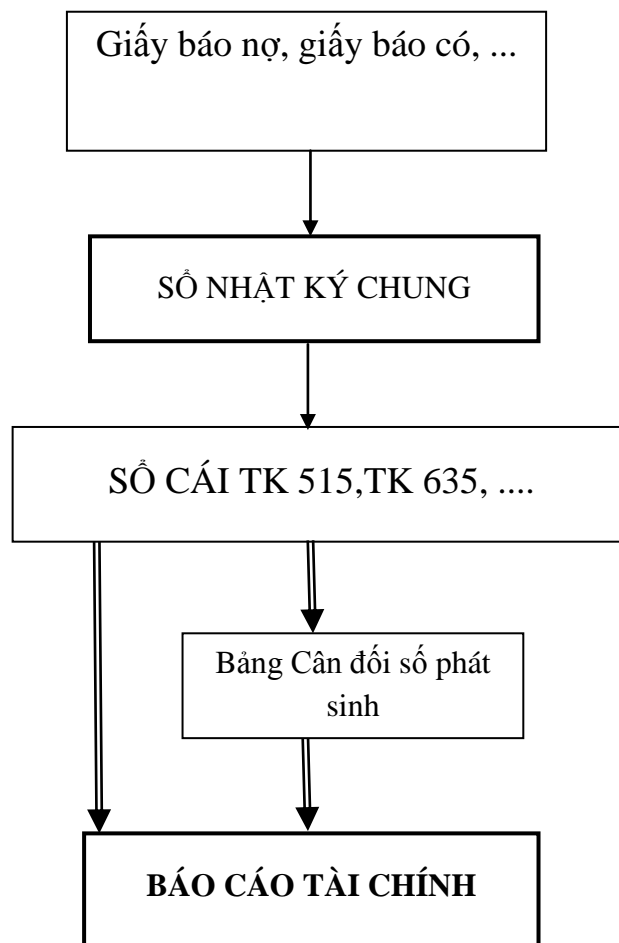 Giấy báo nợ, giấy báo có, ...
SỔ NHẬT KÝ CHUNG
SỔ CÁI TK 515,TK 635, ....
Bảng Cân đối số phát
sinh
BÁO CÁO TÀI CHÍNH